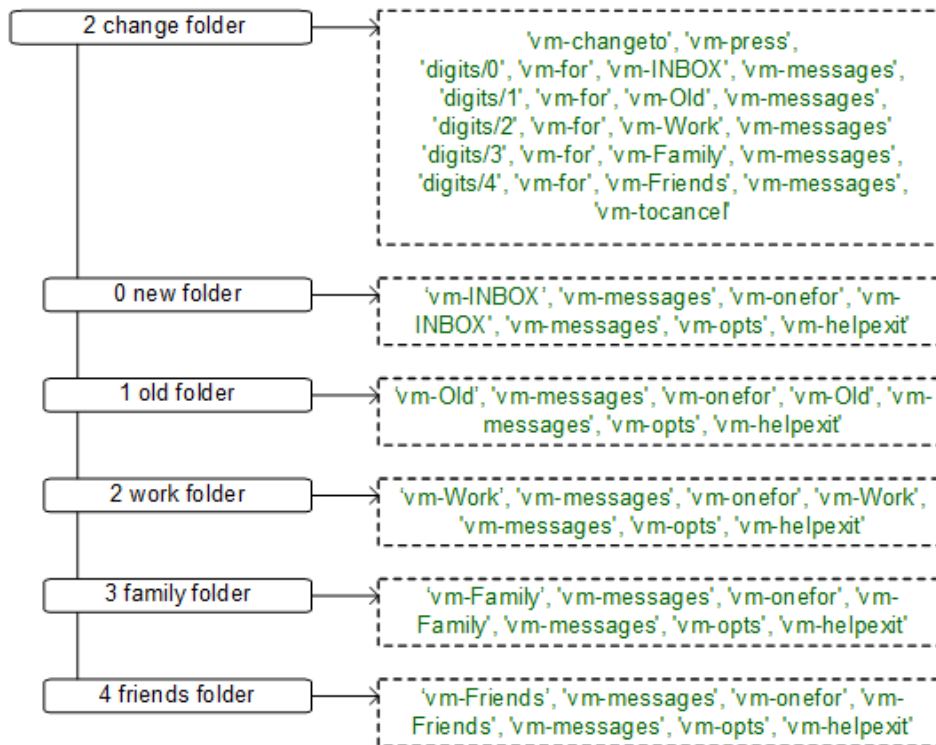 2 change folder
'vm-changeto', 'vm-press',
'digits/0', 'vm-for', 'vm-INBOX', 'vm-messages',
'digits/1', 'vm-for', 'vm-Old', 'vm-messages',
'digits/2', 'vm-for', 'vm-Work', 'vm-messages'
'digits/3', 'vm-for', 'vm-Family', 'vm-messages',
'digits/4', 'vm-for', 'vm-Friends', 'vm-messages',
'vm-tocancel'
0 new folder
‘vm-INBOX’, 'vm-messages', 'vm-onefor', 'vm-
INBOX', 'vm-messages', 'vm-opts', 'vm-helpexit'
1 old folder
'vm-Old’, 'vm-messages', 'vm-onefor', 'vm-Old', 'vm-
messages', 'vm-opts', 'vm-helpexit'
2 work folder
‘vm-Work’, 'vm-messages', 'vm-onefor', 'vm-Work',
'vm-messages', 'vm-opts', 'vm-helpexit'
3 family folder
‘vm-Family’, 'vm-messages', 'vm-onefor', 'vm-
Family', 'vm-messages', 'vm-opts', 'vm-helpexit'
4 friends folder
‘vm-Friends’, 'vm-messages', 'vm-onefor', 'vm-
Friends', 'vm-messages', 'vm-opts', 'vm-helpexit'